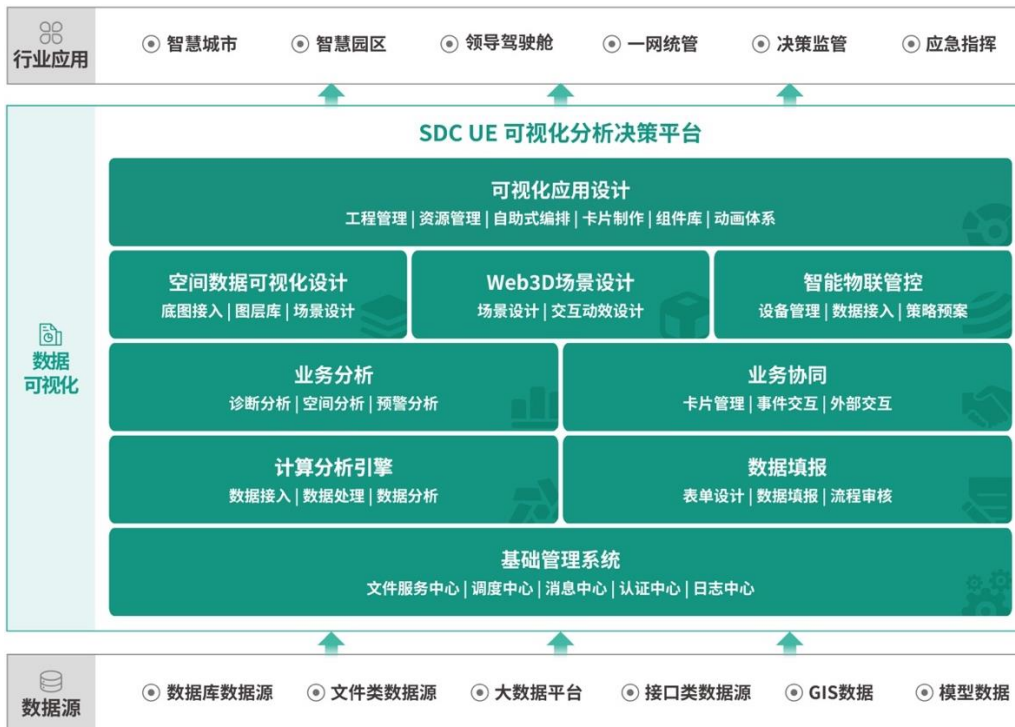 行业应用
智慧城市 智慧园区 领导驾驶舱 一网统管 决策监管 应急指挥
SDC UE 可视化分析决策平台
可视化应用设计
工程管理 | 资源管理 | 自助式编排 | 卡片制作 | 组件库 | 动画体系
空间数据可视化设计
底图接入 | 图层库 | 场景设计
Web3D场景设计
场景设计 | 交互动效设计
智能物联管控
设备管理 | 数据接入 | 策略预案
数据
可视化
业务分析
诊断分析 | 空间分析 | 预警分析
业务协同
卡片管理 | 事件交互 | 外部交互
计算分析引擎
数据接入 | 数据处理 | 数据分析
数据填报
表单设计 | 数据填报 | 流程审核
基础管理系统
文件服务中心 | 调度中心 | 消息中心 | 认证中心 | 日志中心
数据源
数据库数据源 文件类数据源 大数据平台 接口类数据源 GIS数据 模型数据